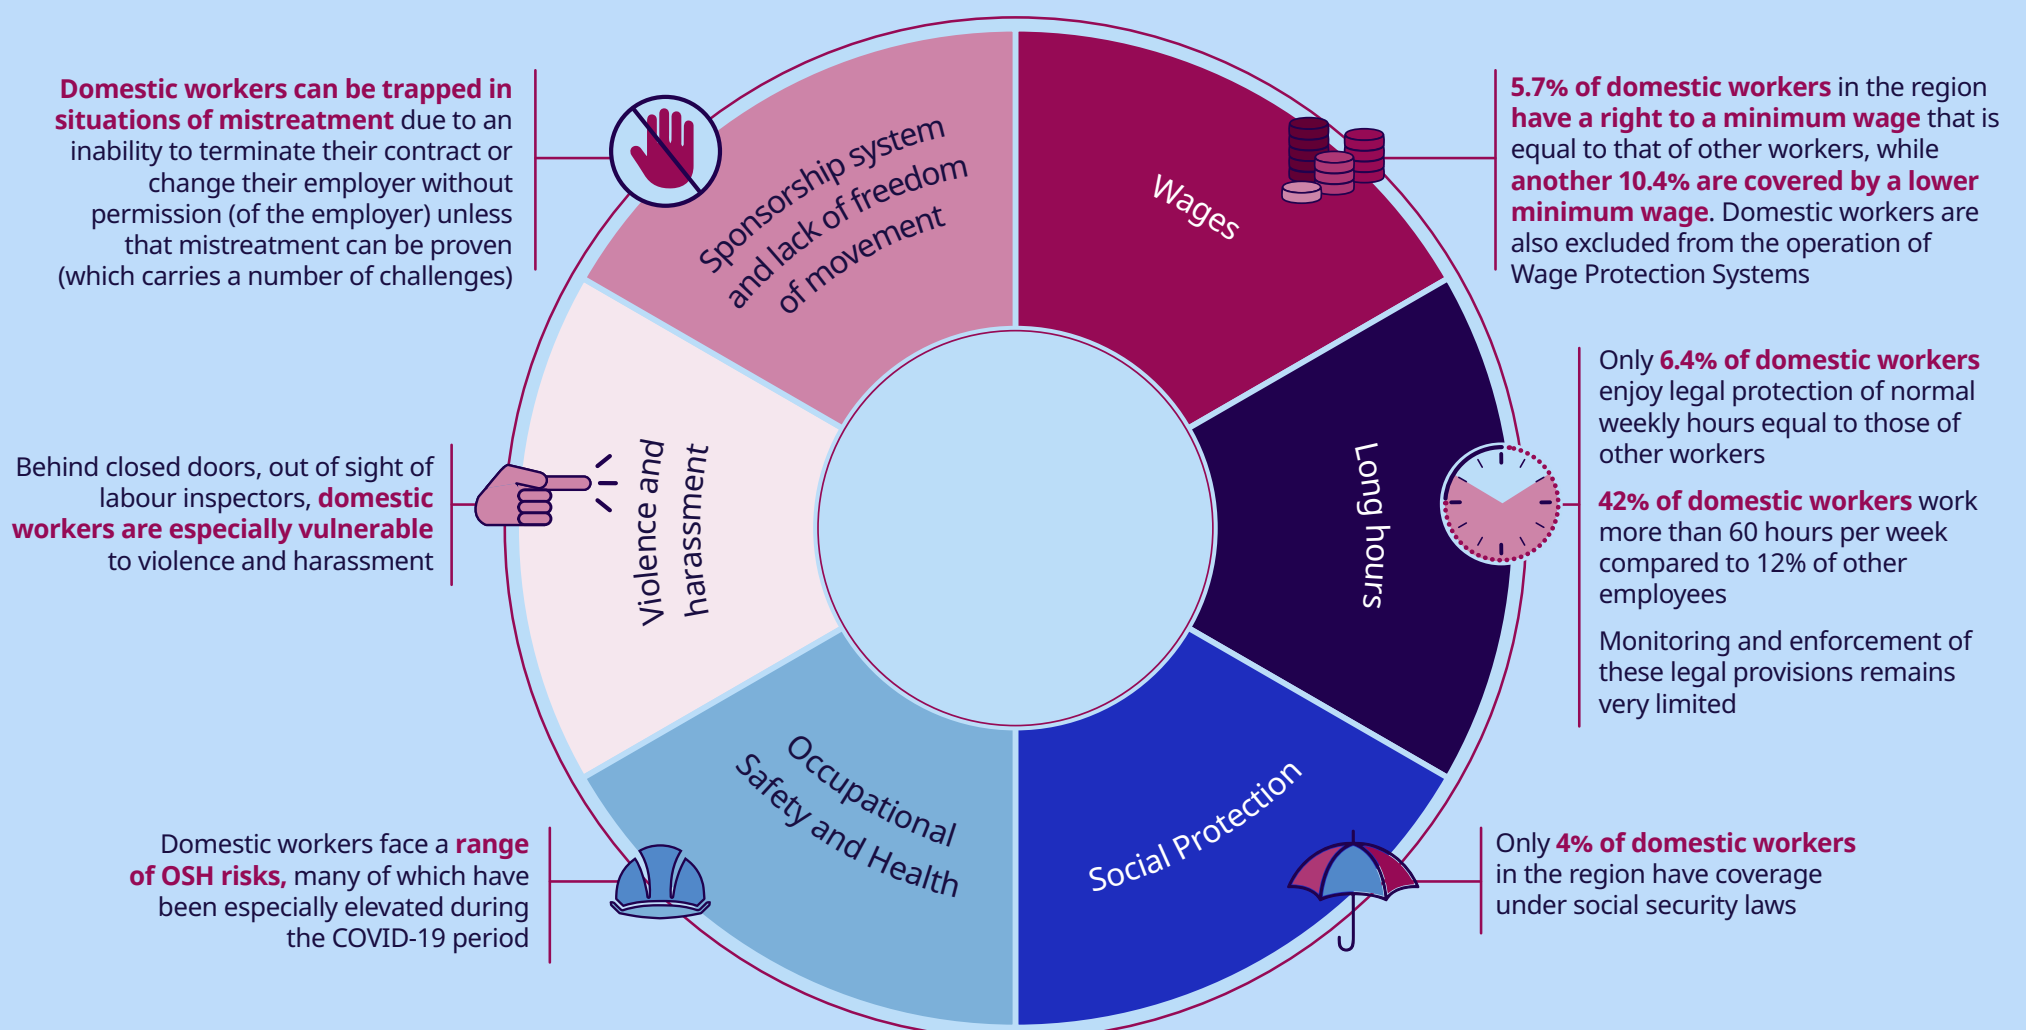 Domestic workers can be trapped in
situations of mistreatment due to an
inability to terminate their contract or
change their employer without
permission (of the employer) unless
that mistreatment can be proven
(which carries a number of challenges)
Sponsorship system
and lack of freedom
of movement
Wages
5.7% of domestic workers in the region
have a right to a minimum wage that is
equal to that of other workers, while
another 10.4% are covered by a lower
minimum wage. Domestic workers are
also excluded from the operation of
Wage Protection Systems
Behind closed doors, out of sight of
labour inspectors, domestic
workers are especially vulnerable
to violence and harassment
Violence and
harassment
Long hours
Only 6.4% of domestic workers
enjoy legal protection of normal
weekly hours equal to those of
other workers
42% of domestic workers work
more than 60 hours per week
compared to 12% of other
employees
Monitoring and enforcement of
these legal provisions remains
very limited
Domestic workers face a range
of OSH risks, many of which have
been especially elevated during
the COVID-19 period
Occupational
Safety and Health
Social Protection
Only 4% of domestic workers
in the region have coverage
under social security laws